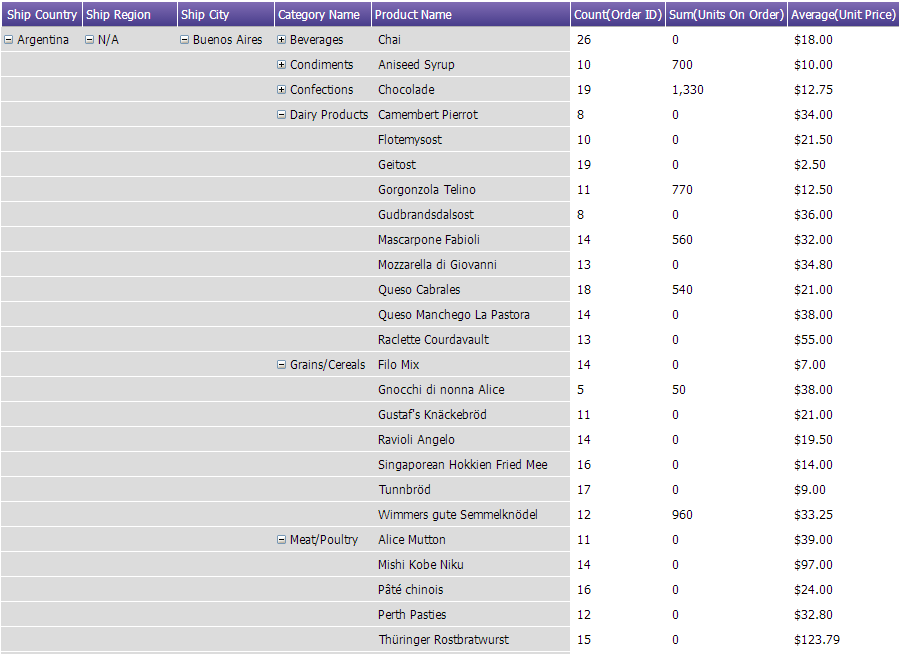 Ship Country Ship Region Ship City Category Name Product Name Count(Order ID) Sum(Units On Order) Average(Unit Price)
Argentina N/A Buenos Aires Beverages Chai 26 0 $18.00
Condiments Aniseed Syrup 10 700 $10.00
Confections Chocolade 19 1,330 $12.75
Dairy Products Camembert Pierrot 8 0 $34.00
Flotemysost 10 0 $21.50
Geitost 19 0 $2.50
Gorgonzola Telino 11 770 $12.50
Gudbrandsdalsost 8 0 $36.00
Mascarpone Fabioli 14 560 $32.00
Mozzarella di Giovanni 13 0 $34.80
Queso Cabrales 18 540 $21.00
Queso Manchego La Pastora 14 0 $38.00
Raclette Courdavault 13 0 $55.00
Grains/Cereals Filo Mix 14 0 $7.00
Gnocchi di nonna Alice 5 50 $38.00
Gustaf's Knäckebröd 11 0 $21.00
Ravioli Angelo 14 0 $19.50
Singaporean Hokkien Fried Mee 16 0 $14.00
Tunnbröd 17 0 $9.00
Wimmers gute Semmelknödel 12 960 $33.25
Meat/Poultry Alice Mutton 11 0 $39.00
Mishi Kobe Niku 14 0 $97.00
Pâté chinois 16 0 $24.00
Perth Pasties 12 0 $32.80
Thüringer Rostbratwurst 15 0 $123.79